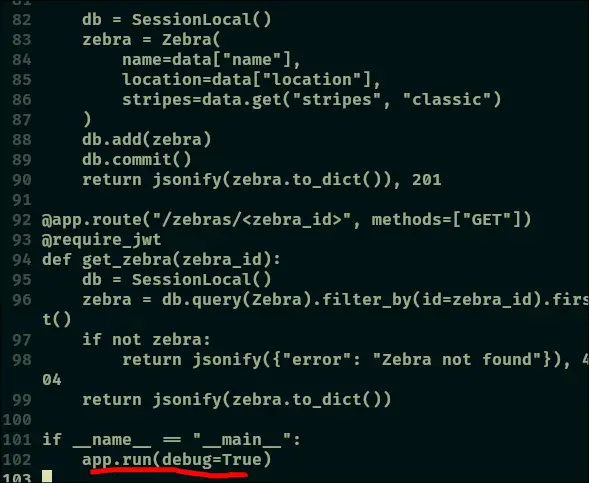 82     db = SessionLocal()
83     zebra = Zebra(
84         name=data["name"],
85         location=data["location"],
86         stripes=data.get("stripes", "classic")
87     )
88     db.add(zebra)
89     db.commit()
90     return jsonify(zebra.to_dict()), 201
91
92 @app.route("/zebras/<zebra_id>", methods=["GET"])
93 @require_jwt
94 def get_zebra(zebra_id):
95     db = SessionLocal()
96     zebra = db.query(Zebra).filter_by(id=zebra_id).firs
t()
97     if not zebra:
98         return jsonify({"error": "Zebra not found"}), 4
04
99     return jsonify(zebra.to_dict())
100
101 if __name__ == "__main__":
102     app.run(debug=True)
103